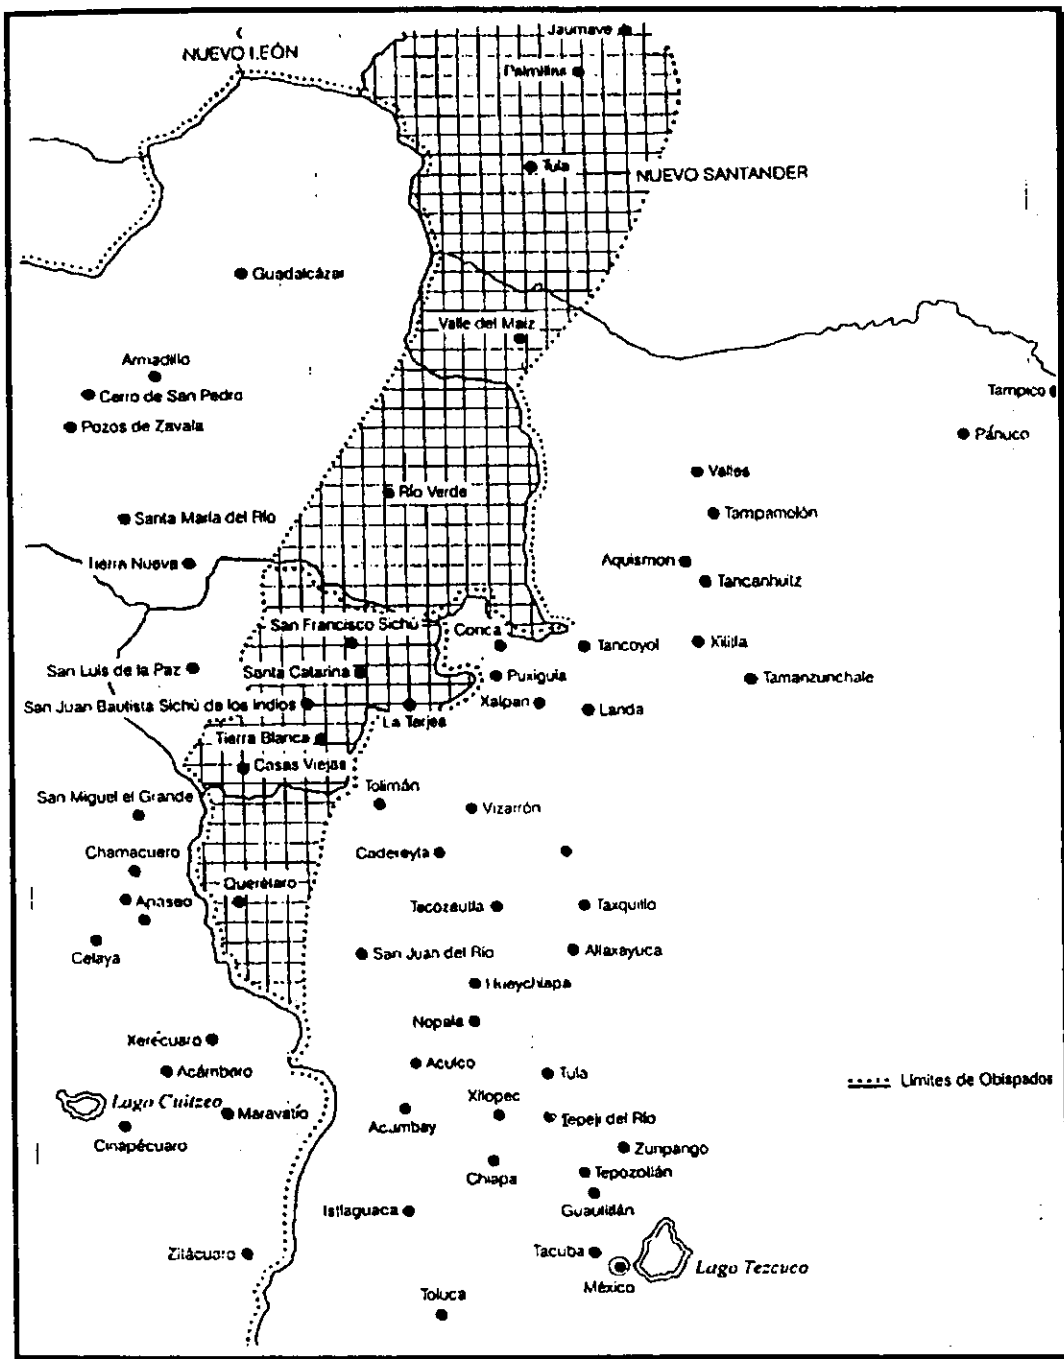 Jaumave
NUEVO LEÓN
Palmillas
Tula
NUEVO SANTANDER
Guadalcázar
Valle del Maíz
Armadillo
Cerro de San Pedro
Tampico
Pozos de Zavala
Pánuco
Valles
Río Verde
Tampamolón
Santa María del Río
Aquismon
Tierra Nueva
Tancanhuitz
San Francisco Sichú
Conca
Tancoyol
Xilitla
San Luis de la Paz
Santa Catarina
Puxiguia
Tamanzunchale
San Juan Bautista Sichú de los Indios
Xalpan
Landa
La Terjea
Tierra Blanca
Casas Viejas
San Miguel el Grande
Tolimán
Vizarrón
Chamacuero
Cadereyta
Querétaro
Apaseo
Tecozautla
Taxquillo
Celaya
San Juan del Río
Allaxayuca
Hueychiapa
Nopala
Xerécuaro
Acámbaro
Aculco
Tula
Límites de Obispados
Lago Cuitzeo
Maravatío
Xilopec
Tepeji del Río
Cinapécuaro
Acambay
Zunpango
Chiapa
Tepozollán
Istlaguaca
Guautitlán
Zitácuaro
Tacuba
Lago Tezcuco
México
Toluca